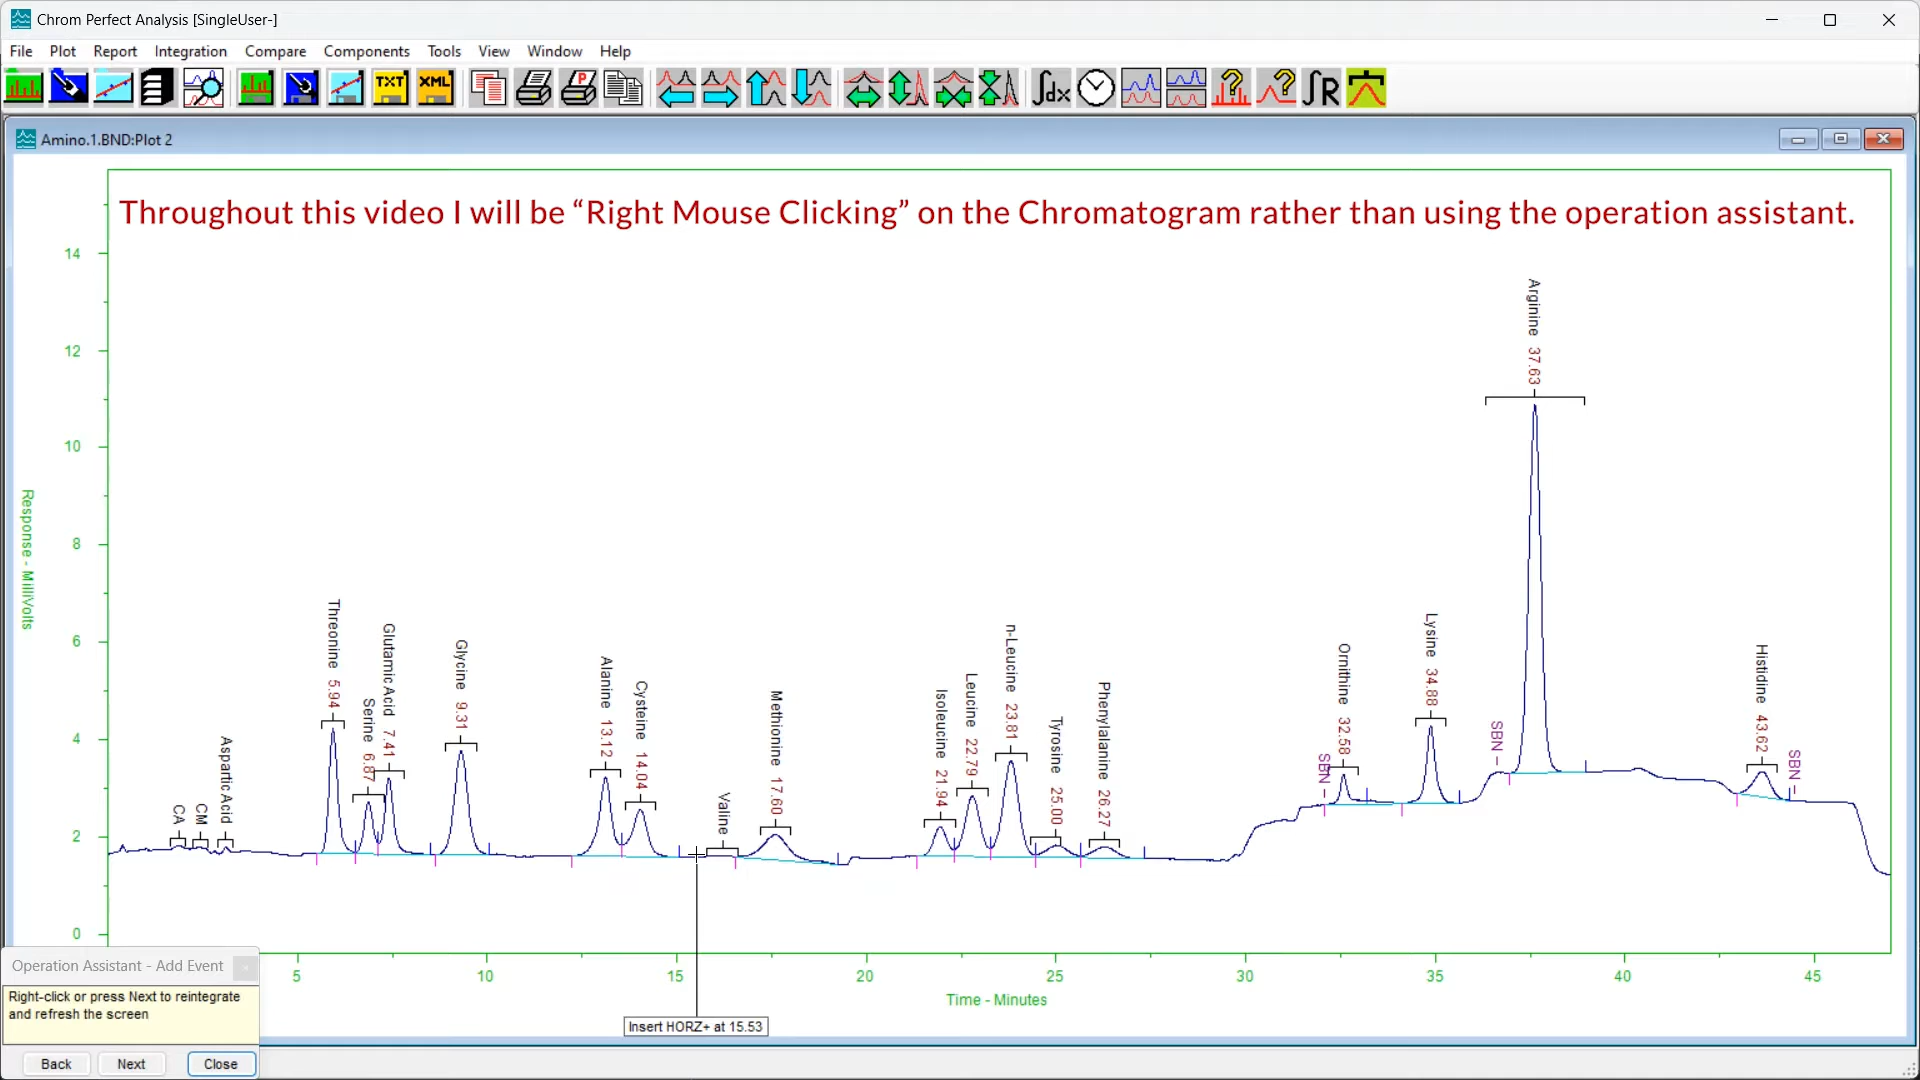 Chrom Perfect Analysis [SingleUser-]
File Plot Report Integration Compare Components Tools View Window Help
TXT XML P ∫dx ? ? ∫R
Amino.1.BND:Plot 2
Throughout this video I will be “Right Mouse Clicking” on the Chromatogram rather than using the operation assistant.
Response - MilliVolts
14
12
10
8
6
4
2
0
CA
CM
Aspartic Acid
Threonine 5.94
Serine 6.87
Glutamic Acid 7.41
Glycine 9.31
Alanine 13.12
Cysteine 14.04
Valine
Methionine 17.60
Isoleucine 21.94
Leucine 22.79
n-Leucine 23.81
Tyrosine 25.00
Phenylalanine 26.27
SBN
Ornithine 32.58
Lysine 34.88
SBN
Arginine 37.63
Histidine 43.62
SBN
5 10 15 20 25 30 35 40 45
Time - Minutes
Insert HORZ+ at 15.53
Operation Assistant - Add Event
Right-click or press Next to reintegrate
and refresh the screen
Back Next Close